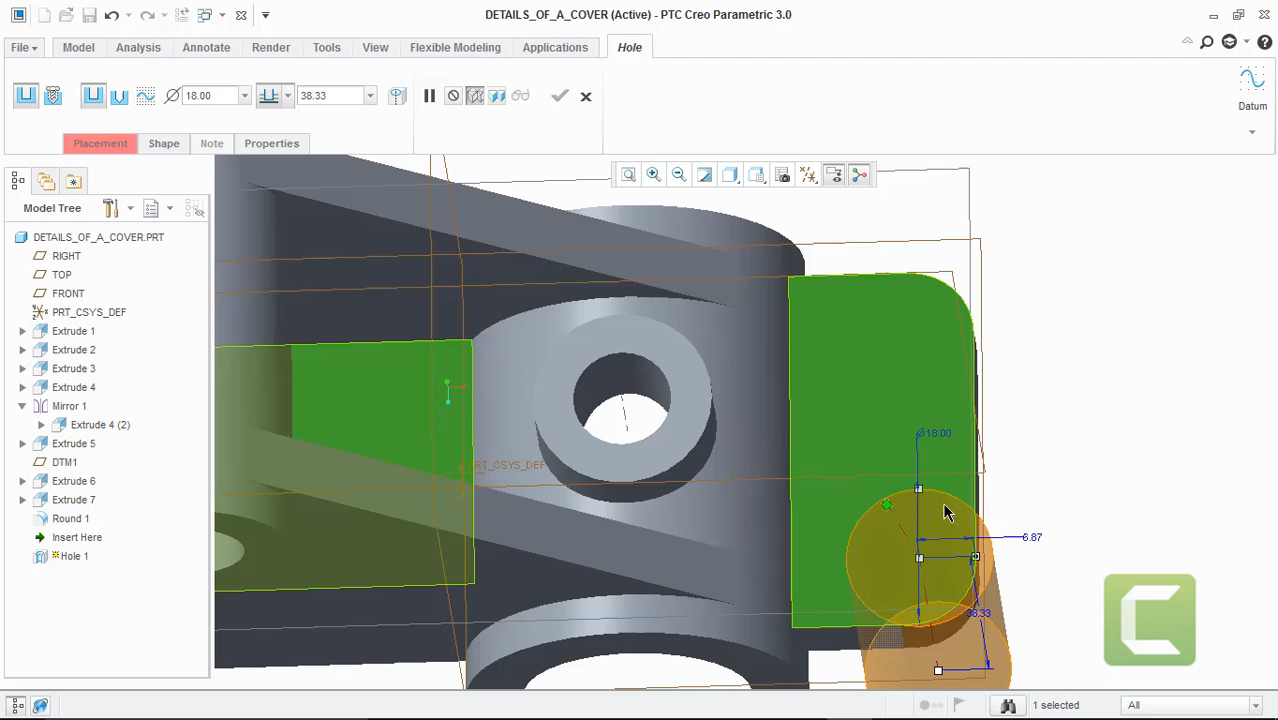 DETAILS_OF_A_COVER (Active) - PTC Creo Parametric 3.0
File Model Analysis Annotate Render Tools View Flexible Modeling Applications Hole
18.00 38.33
Datum
Placement Shape Note Properties
Model Tree
DETAILS_OF_A_COVER.PRT
RIGHT
TOP
FRONT
PRT_CSYS_DEF
Extrude 1
Extrude 2
Extrude 3
Extrude 4
Mirror 1
Extrude 4 (2)
Extrude 5
DTM1
Extrude 6
Extrude 7
Round 1
Insert Here
Hole 1
Ø18.00
RT_CSYS_DEF
6.87
38.33
1 selected
All